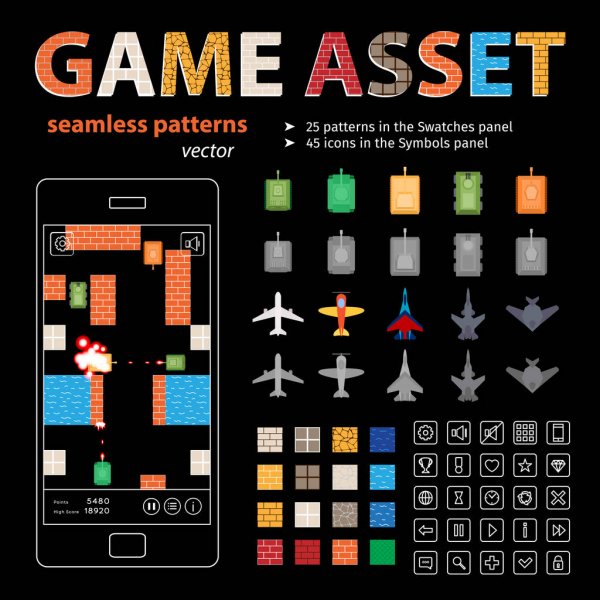 GAME ASSET
seamless patterns
vector
➤ 25 patterns in the Swatches panel
➤ 45 icons in the Symbols panel
Points 5480
High Score 18920